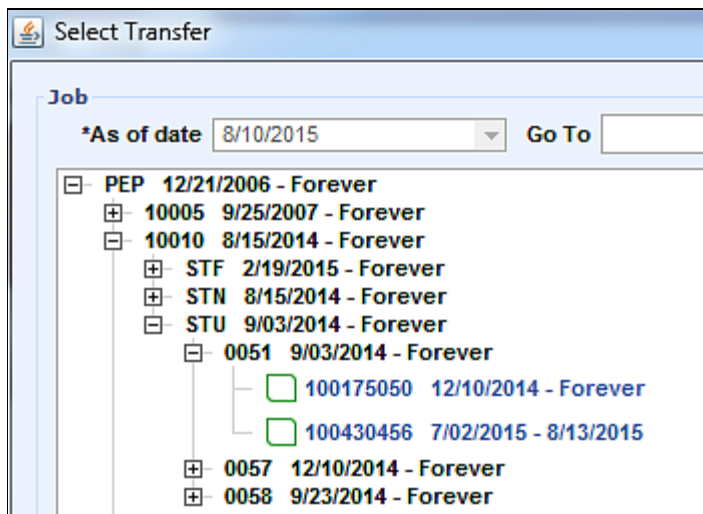 Select Transfer
Job
*As of date 8/10/2015 Go To
PEP 12/21/2006 - Forever
10005 9/25/2007 - Forever
10010 8/15/2014 - Forever
STF 2/19/2015 - Forever
STN 8/15/2014 - Forever
STU 9/03/2014 - Forever
0051 9/03/2014 - Forever
100175050 12/10/2014 - Forever
100430456 7/02/2015 - 8/13/2015
0057 12/10/2014 - Forever
0058 9/23/2014 - Forever